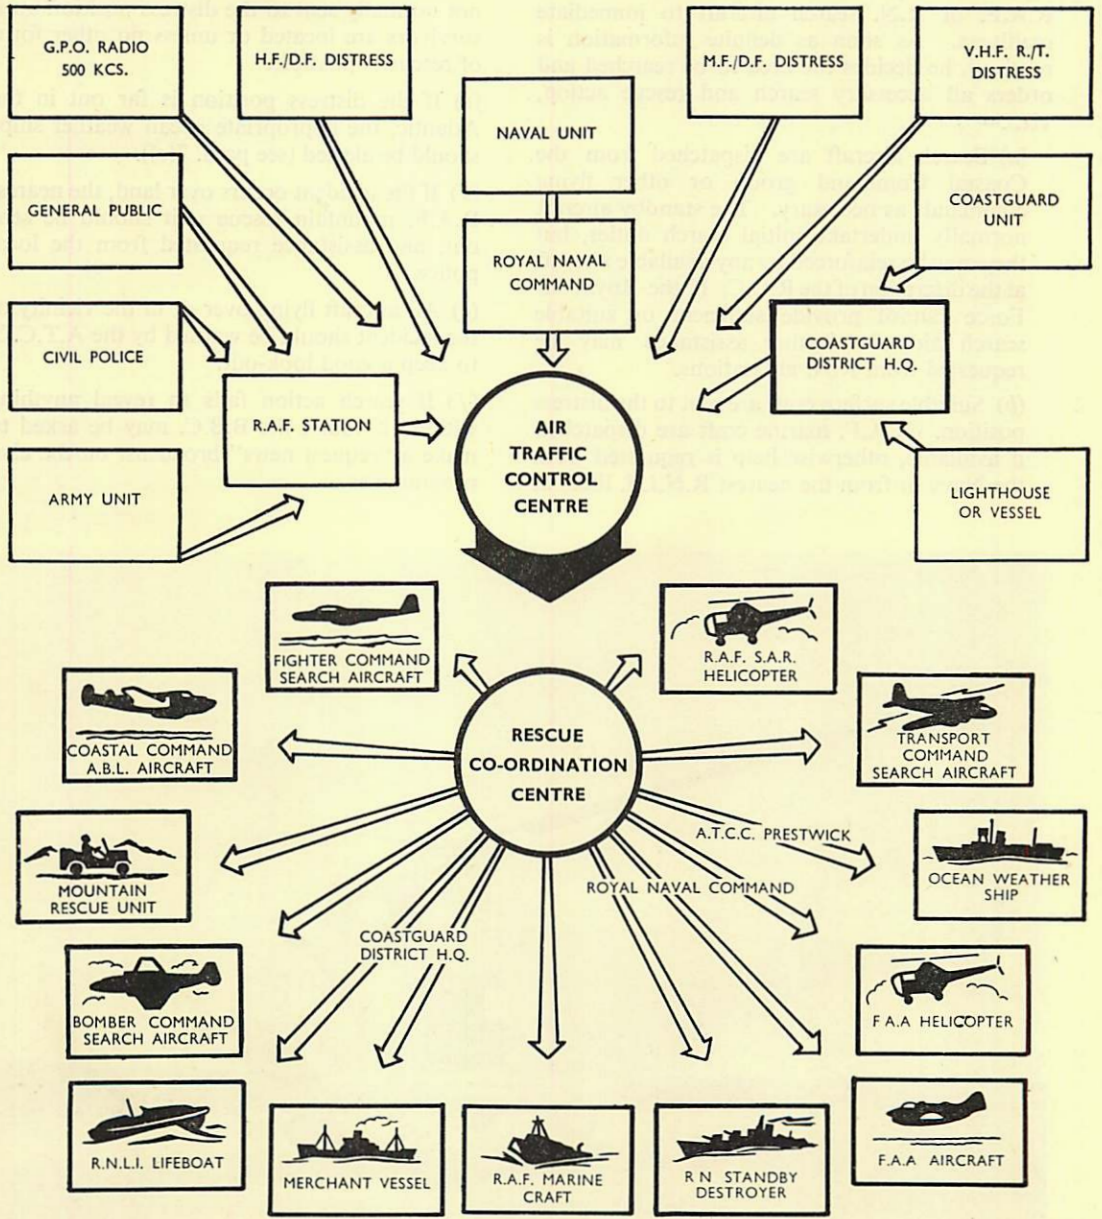 G.P.O. RADIO
500 KCS.
H.F./D.F. DISTRESS
M.F./D.F. DISTRESS
V.H.F. R./T.
DISTRESS
NAVAL UNIT
GENERAL PUBLIC
COASTGUARD
UNIT
ROYAL NAVAL
COMMAND
CIVIL POLICE
COASTGUARD
DISTRICT H.Q.
R.A.F. STATION
AIR
TRAFFIC
CONTROL
CENTRE
ARMY UNIT
LIGHTHOUSE
OR VESSEL
FIGHTER COMMAND
SEARCH AIRCRAFT
R.A.F. S.A.R.
HELICOPTER
COASTAL COMMAND
A.B.L. AIRCRAFT
RESCUE
CO-ORDINATION
CENTRE
TRANSPORT
COMMAND
SEARCH AIRCRAFT
A.T.C.C. PRESTWICK
MOUNTAIN
RESCUE UNIT
ROYAL NAVAL COMMAND
OCEAN WEATHER
SHIP
COASTGUARD
DISTRICT H.Q.
BOMBER COMMAND
SEARCH AIRCRAFT
F.A.A HELICOPTER
R.N.L.I. LIFEBOAT
MERCHANT VESSEL
R.A.F. MARINE
CRAFT
R N STANDBY
DESTROYER
F.A.A AIRCRAFT